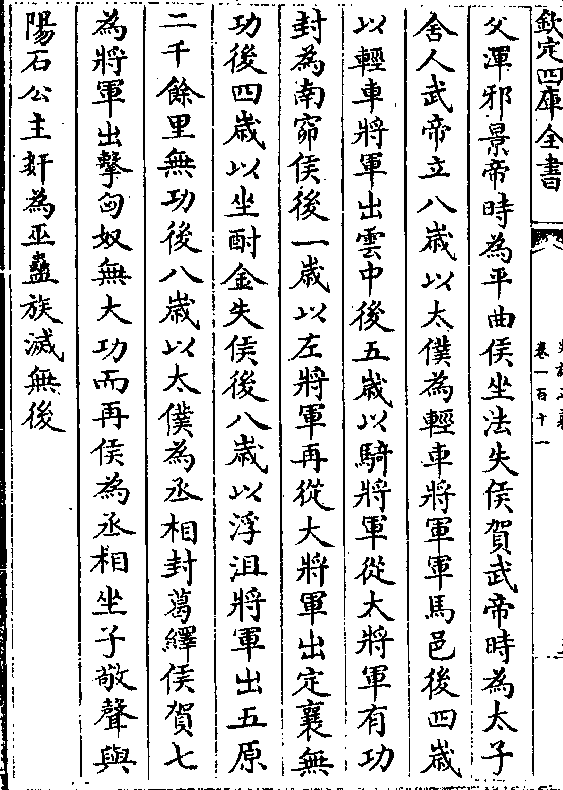 欽定四庫全書
卷一百十一
父渾邪景帝時為平曲侯坐法失侯賀武帝時為太子
舍人武帝立八歲以太僕為輕車將軍軍馬邑後四歲
以輕車將軍出雲中後五歲以騎將軍從大將軍有功
封為南窌侯後一歲以左將軍再從大將軍出定襄無
功後四歲以坐酎金失侯後八歲以浮沮將軍出五原
二千餘里無功後八歲以太僕為丞相封葛繹侯賀七
為將軍出擊匈奴無大功而再侯為丞相坐子敬聲與
陽石公主姧為巫蠱族滅無後